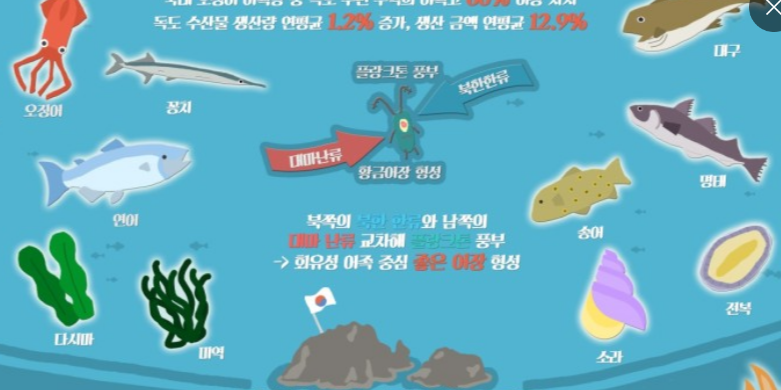 독도 수산물 생산량 연평균 1.2% 증가, 생산 금액 연평균 12.9%
대구
플랑크톤 풍부
북한한류
오징어
꽁치
대마난류
황금어장 형성
명태
연어
북쪽의 북한 한류와 남쪽의
대마 난류 교차해 플랑크톤 풍부
-> 회유성 어족 중심 좋은 어장 형성
송어
다시마
미역
소라
전복